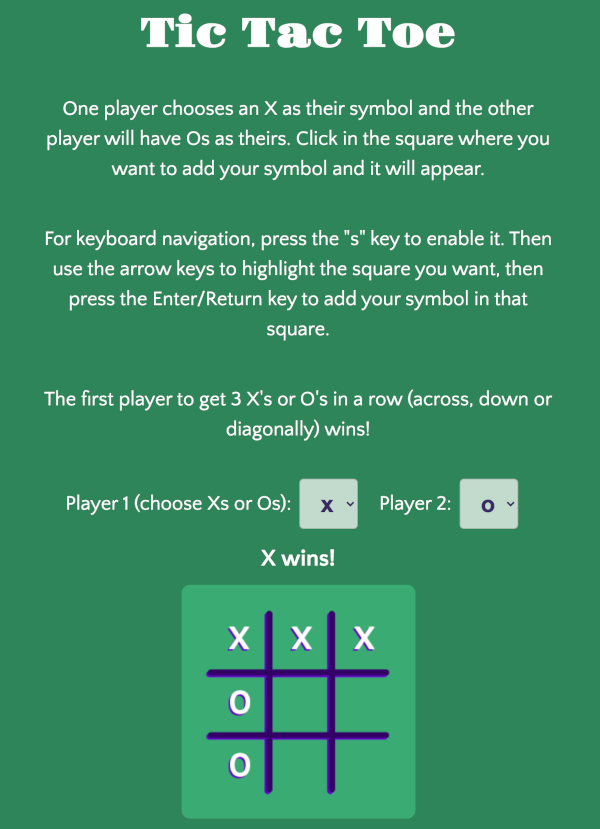 Tic Tac Toe
One player chooses an X as their symbol and the other
player will have Os as theirs. Click in the square where you
want to add your symbol and it will appear.
For keyboard navigation, press the "s" key to enable it. Then
use the arrow keys to highlight the square you want, then
press the Enter/Return key to add your symbol in that
square.
The first player to get 3 X's or O's in a row (across, down or
diagonally) wins!
Player 1 (choose Xs or Os): X Player 2: O
X wins!
X X X
O
O